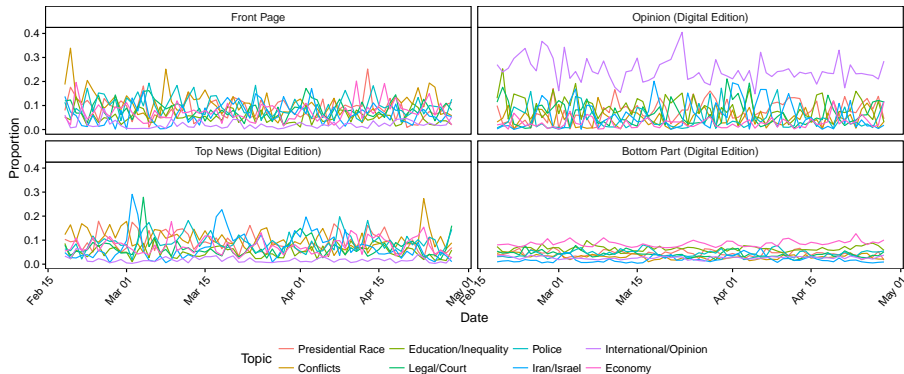 Front Page
Opinion (Digital Edition)
0.4
0.3
0.2
0.1
0.0
Proportion
Top News (Digital Edition)
Bottom Part (Digital Edition)
0.4
0.3
0.2
0.1
0.0
Feb 15
Mar 01
Mar 15
Apr 01
Apr 15
May 01
Feb 15
Mar 01
Mar 15
Apr 01
Apr 15
May 01
Date
Topic
Presidential Race
Education/Inequality
Police
International/Opinion
Conflicts
Legal/Court
Iran/Israel
Economy